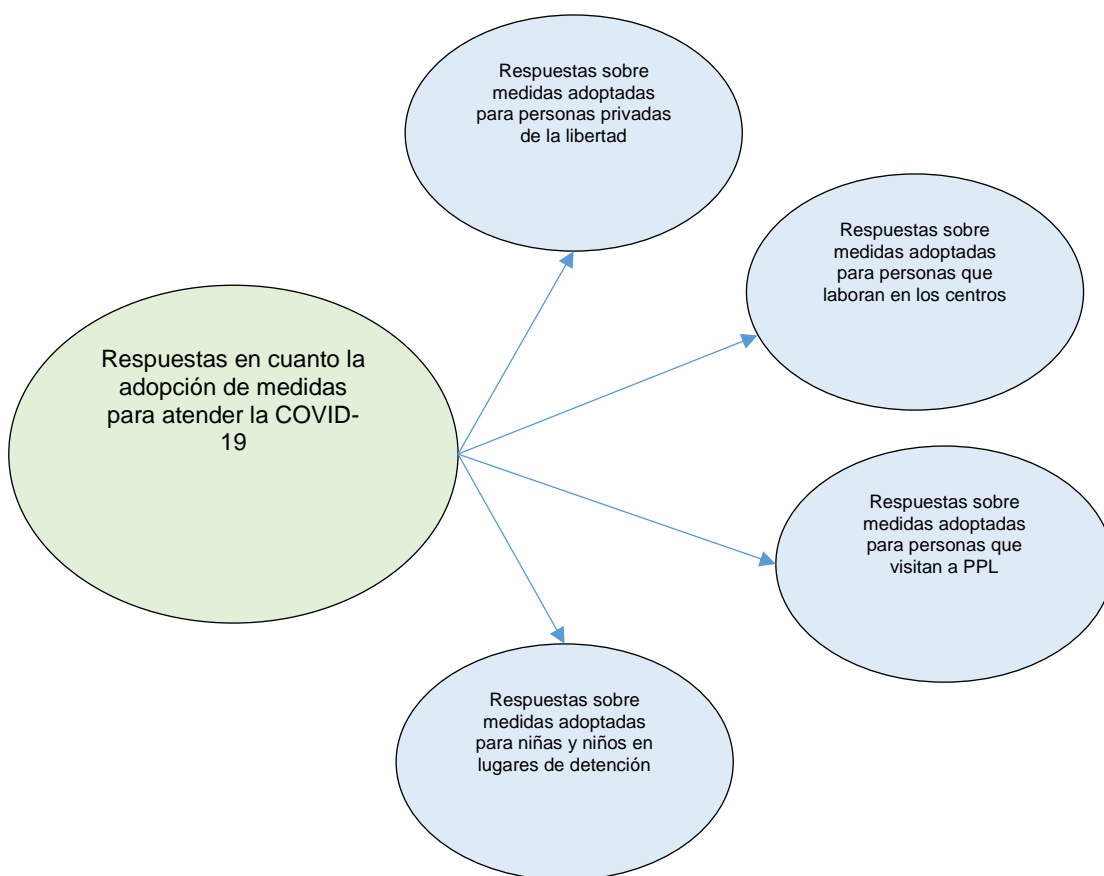 Respuestas sobre
medidas adoptadas
para personas privadas
de la libertad
Respuestas sobre
medidas adoptadas
para personas que
laboran en los centros
Respuestas en cuanto la
adopción de medidas
para atender la COVID-
19
Respuestas sobre
medidas adoptadas
para personas que
visitan a PPL
Respuestas sobre
medidas adoptadas
para niñas y niños en
lugares de detención